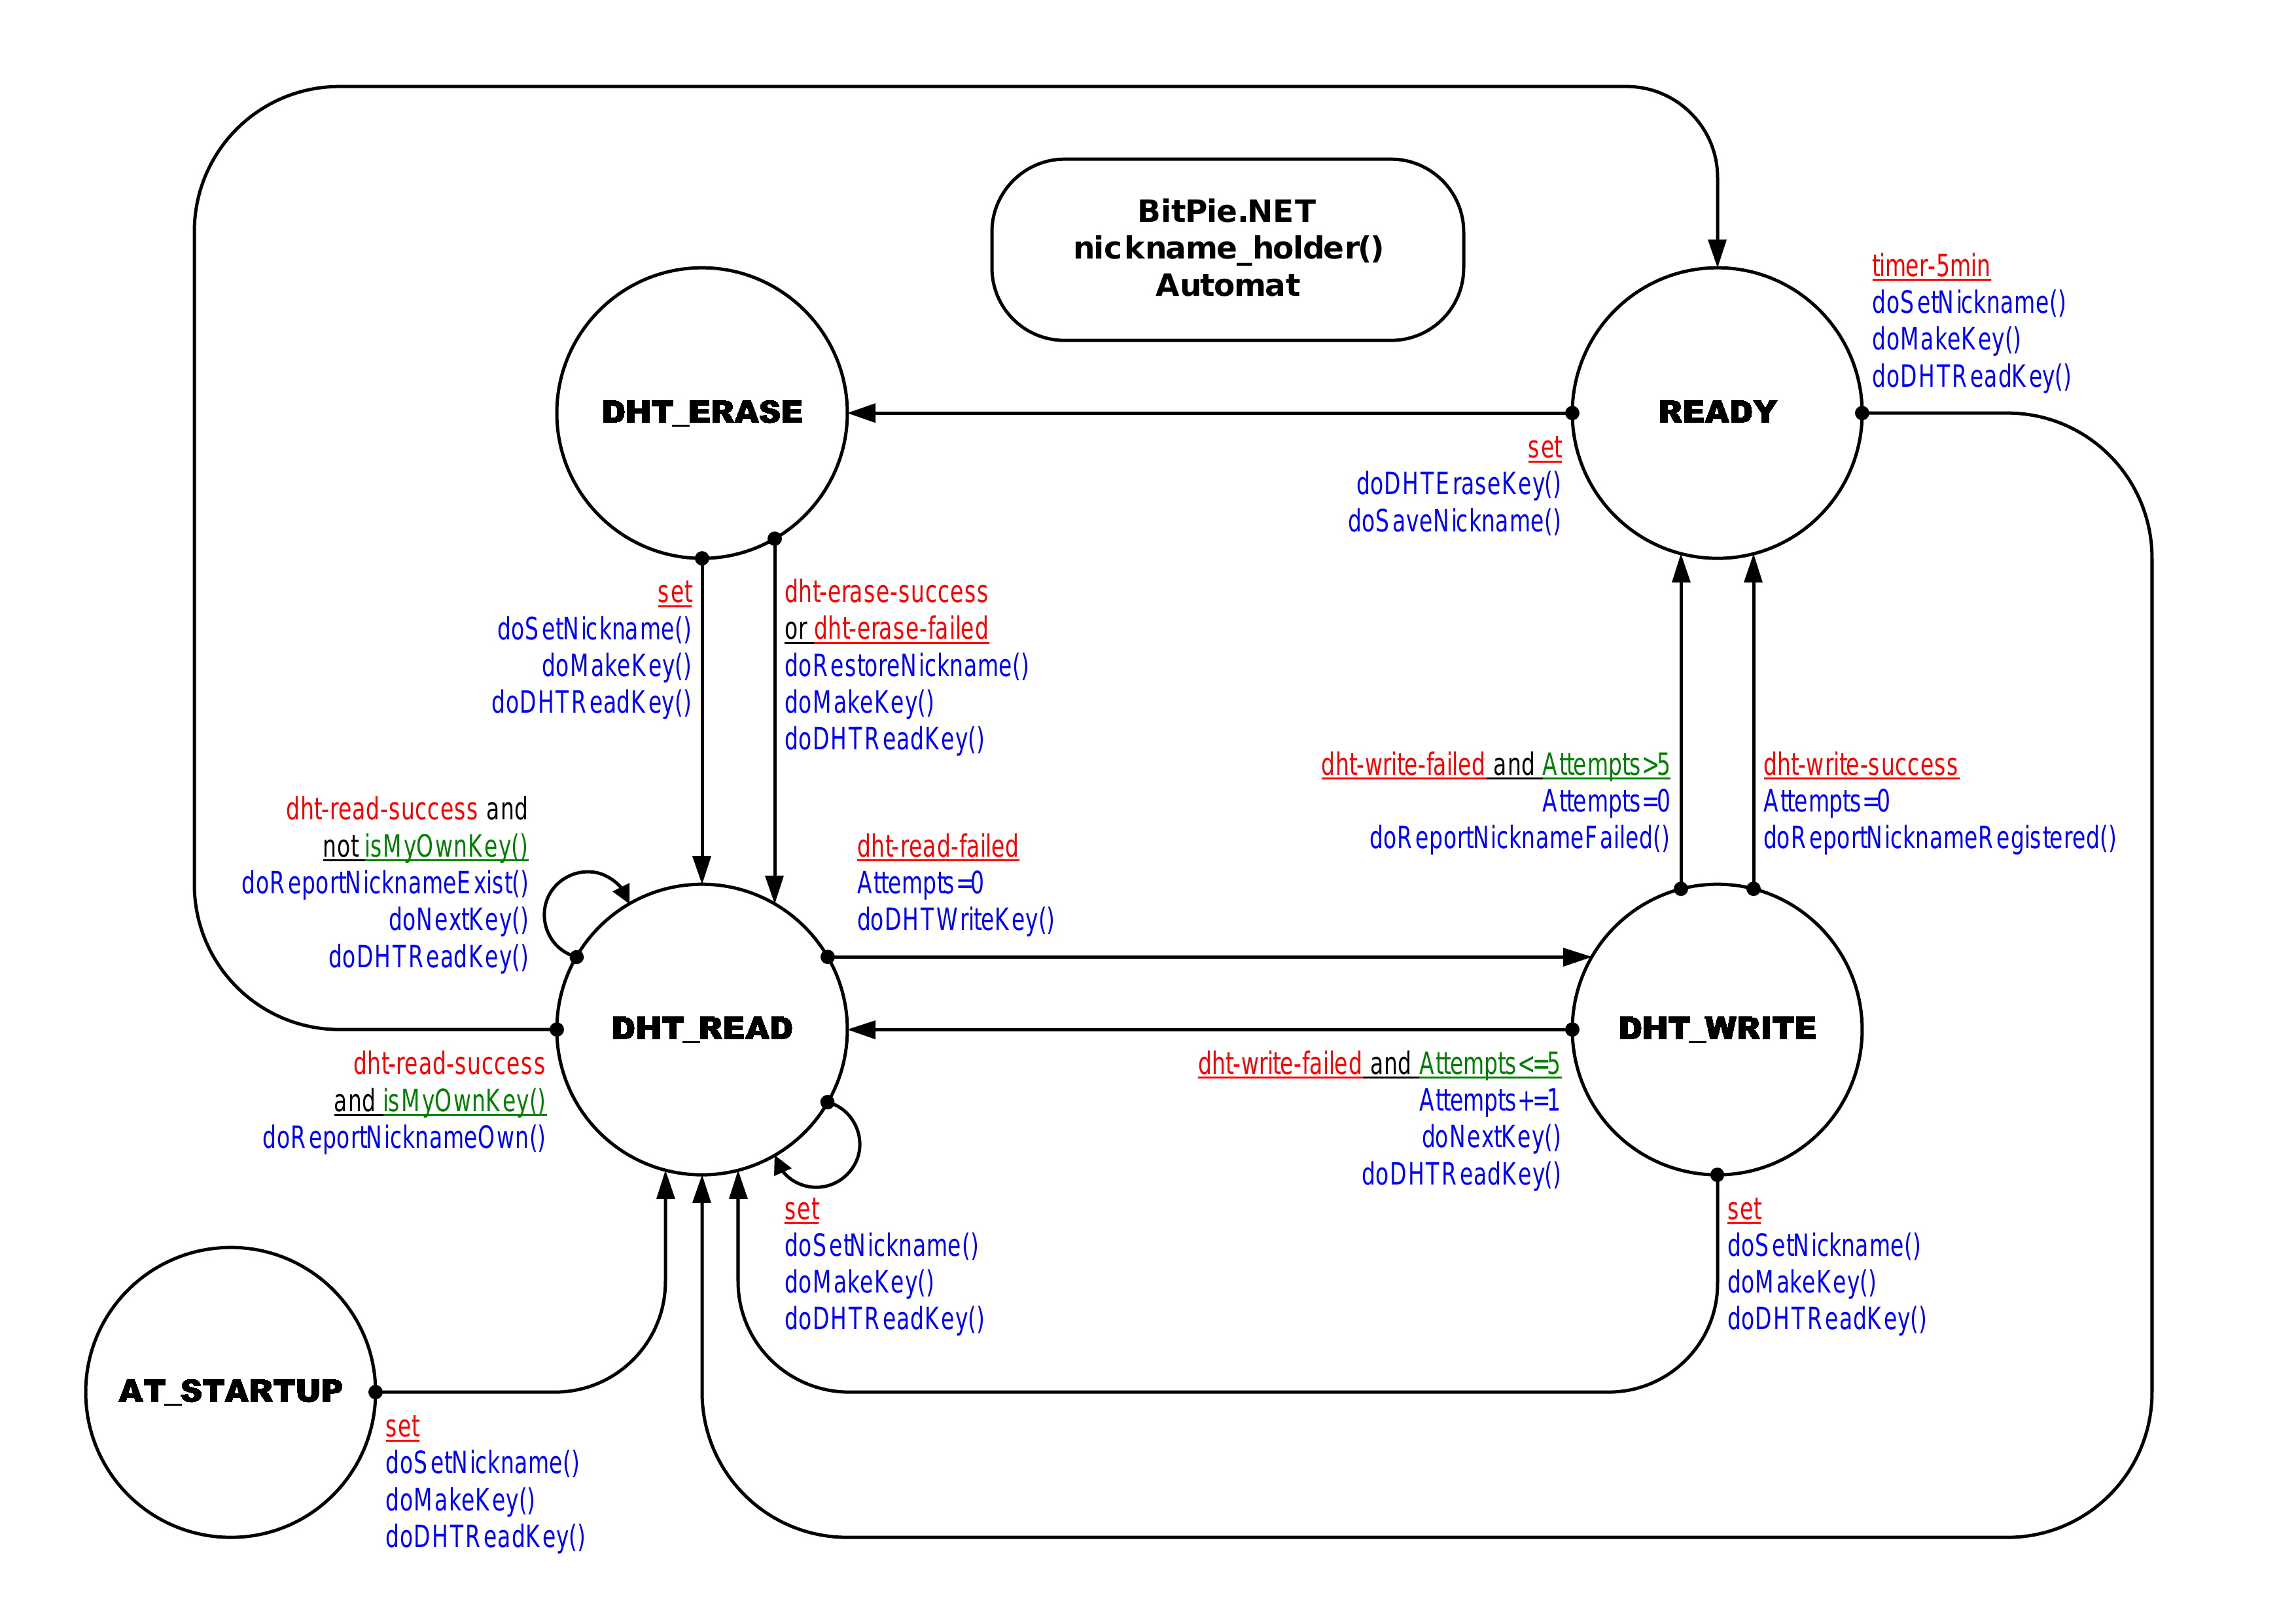 BitPie.NET
nickname_holder()
Automat
DHT_ERASE
READY
timer-5min
doSetNickname()
doMakeKey()
doDHTReadKey()
set
doDHTEraseKey()
doSaveNickname()
set
doSetNickname()
doMakeKey()
doDHTReadKey()
dht-erase-success
or dht-erase-failed
doRestoreNickname()
doMakeKey()
doDHTReadKey()
dht-write-failed and Attempts>5
Attempts=0
doReportNicknameFailed()
dht-write-success
Attempts=0
doReportNicknameRegistered()
dht-read-success and
not isMyOwnKey()
doReportNicknameExist()
doNextKey()
doDHTReadKey()
dht-read-failed
Attempts=0
doDHTWriteKey()
DHT_READ
DHT_WRITE
dht-read-success
and isMyOwnKey()
doReportNicknameOwn()
dht-write-failed and Attempts<=5
Attempts+=1
doNextKey()
doDHTReadKey()
set
doSetNickname()
doMakeKey()
doDHTReadKey()
set
doSetNickname()
doMakeKey()
doDHTReadKey()
AT_STARTUP
set
doSetNickname()
doMakeKey()
doDHTReadKey()